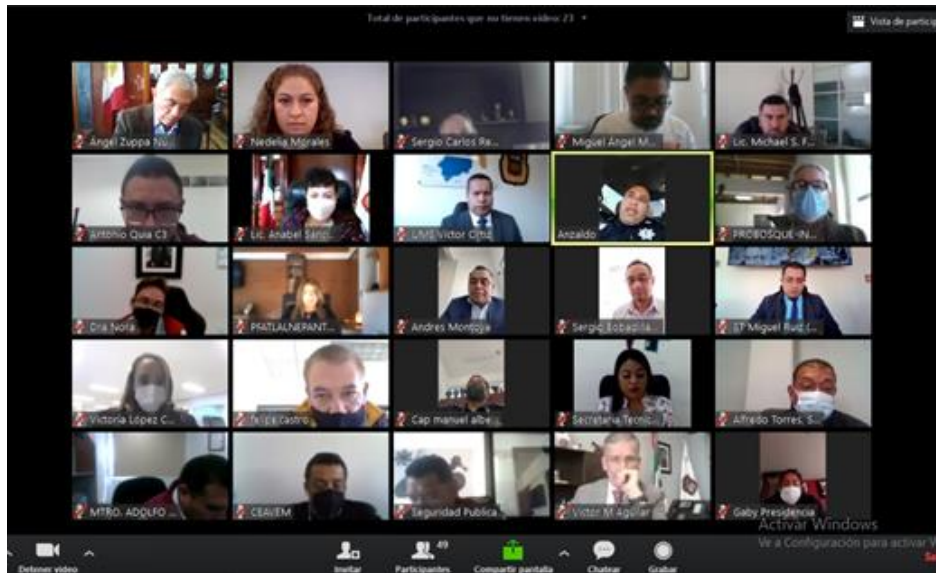 Total de participantes que no tienen video: 23
Vista de particip
Angel Zuppa Nu...
Nedelia Morales
Sergio Carlos Re...
Miguel Angel M...
Lic. Michael S. F...
Antonio Quia C3
Lic. Anabel Sanc...
Victor Ortiz
Anzaldo
PROBOSQUE-IN...
Dra Nora
PFATLALNEPANT...
Andres Montoya
Sergio Bobadilla
ST Miguel Ruiz (...
Victoria López C...
felipe castro
Cap manuel albe...
Secretaria Tecnic...
Alfredo Torres, S...
MTRO. ADOLFO ...
CEAVEM
Seguridad Publica
Victor M Aguilar
Gaby Presidencia
Activar Windows
Ve a Configuración para activar
Detener video
Invitar
Participantes
49
Compartir pantalla
Chatear
Grabar